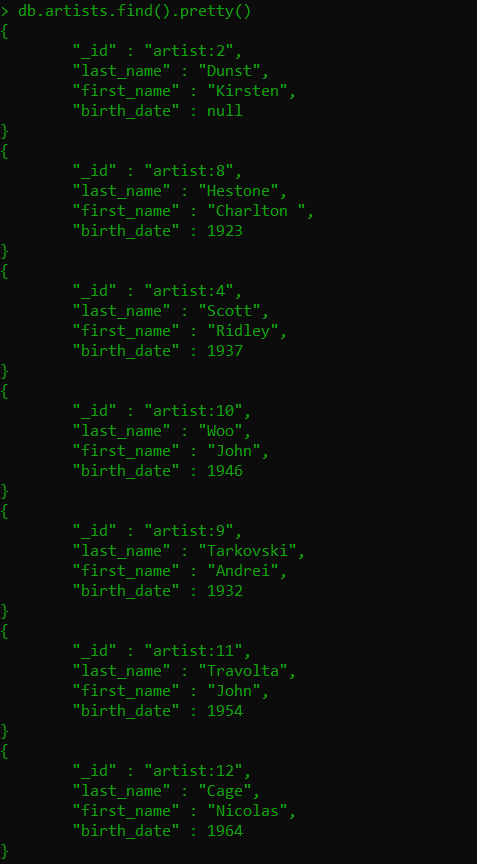 > db.artists.find().pretty()
{
        "_id" : "artist:2",
        "last_name" : "Dunst",
        "first_name" : "Kirsten",
        "birth_date" : null
}
{
        "_id" : "artist:8",
        "last_name" : "Hestone",
        "first_name" : "Charlton ",
        "birth_date" : 1923
}
{
        "_id" : "artist:4",
        "last_name" : "Scott",
        "first_name" : "Ridley",
        "birth_date" : 1937
}
{
        "_id" : "artist:10",
        "last_name" : "Woo",
        "first_name" : "John",
        "birth_date" : 1946
}
{
        "_id" : "artist:9",
        "last_name" : "Tarkovski",
        "first_name" : "Andrei",
        "birth_date" : 1932
}
{
        "_id" : "artist:11",
        "last_name" : "Travolta",
        "first_name" : "John",
        "birth_date" : 1954
}
{
        "_id" : "artist:12",
        "last_name" : "Cage",
        "first_name" : "Nicolas",
        "birth_date" : 1964
}